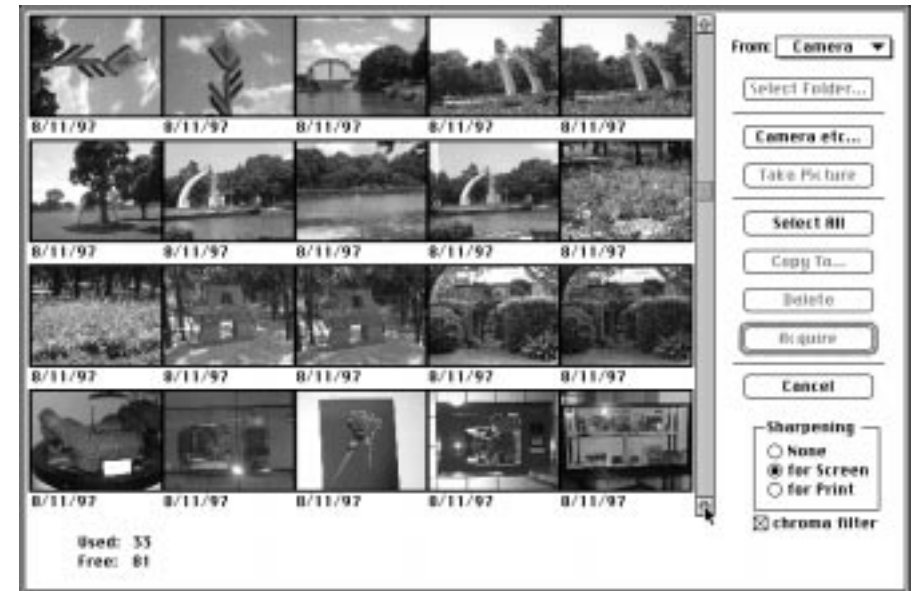 8/11/97 8/11/97 8/11/97 8/11/97 8/11/97
8/11/97 8/11/97 8/11/97 8/11/97 8/11/97
8/11/97 8/11/97 8/11/97 8/11/97 8/11/97
8/11/97 8/11/97 8/11/97 8/11/97 8/11/97
Used: 33
Free: 81
From: Camera
Select Folder...
Camera etc...
Take Picture
Select All
Copy To...
Delete
Acquire
Cancel
Sharpening
None
for Screen
for Print
chroma filter